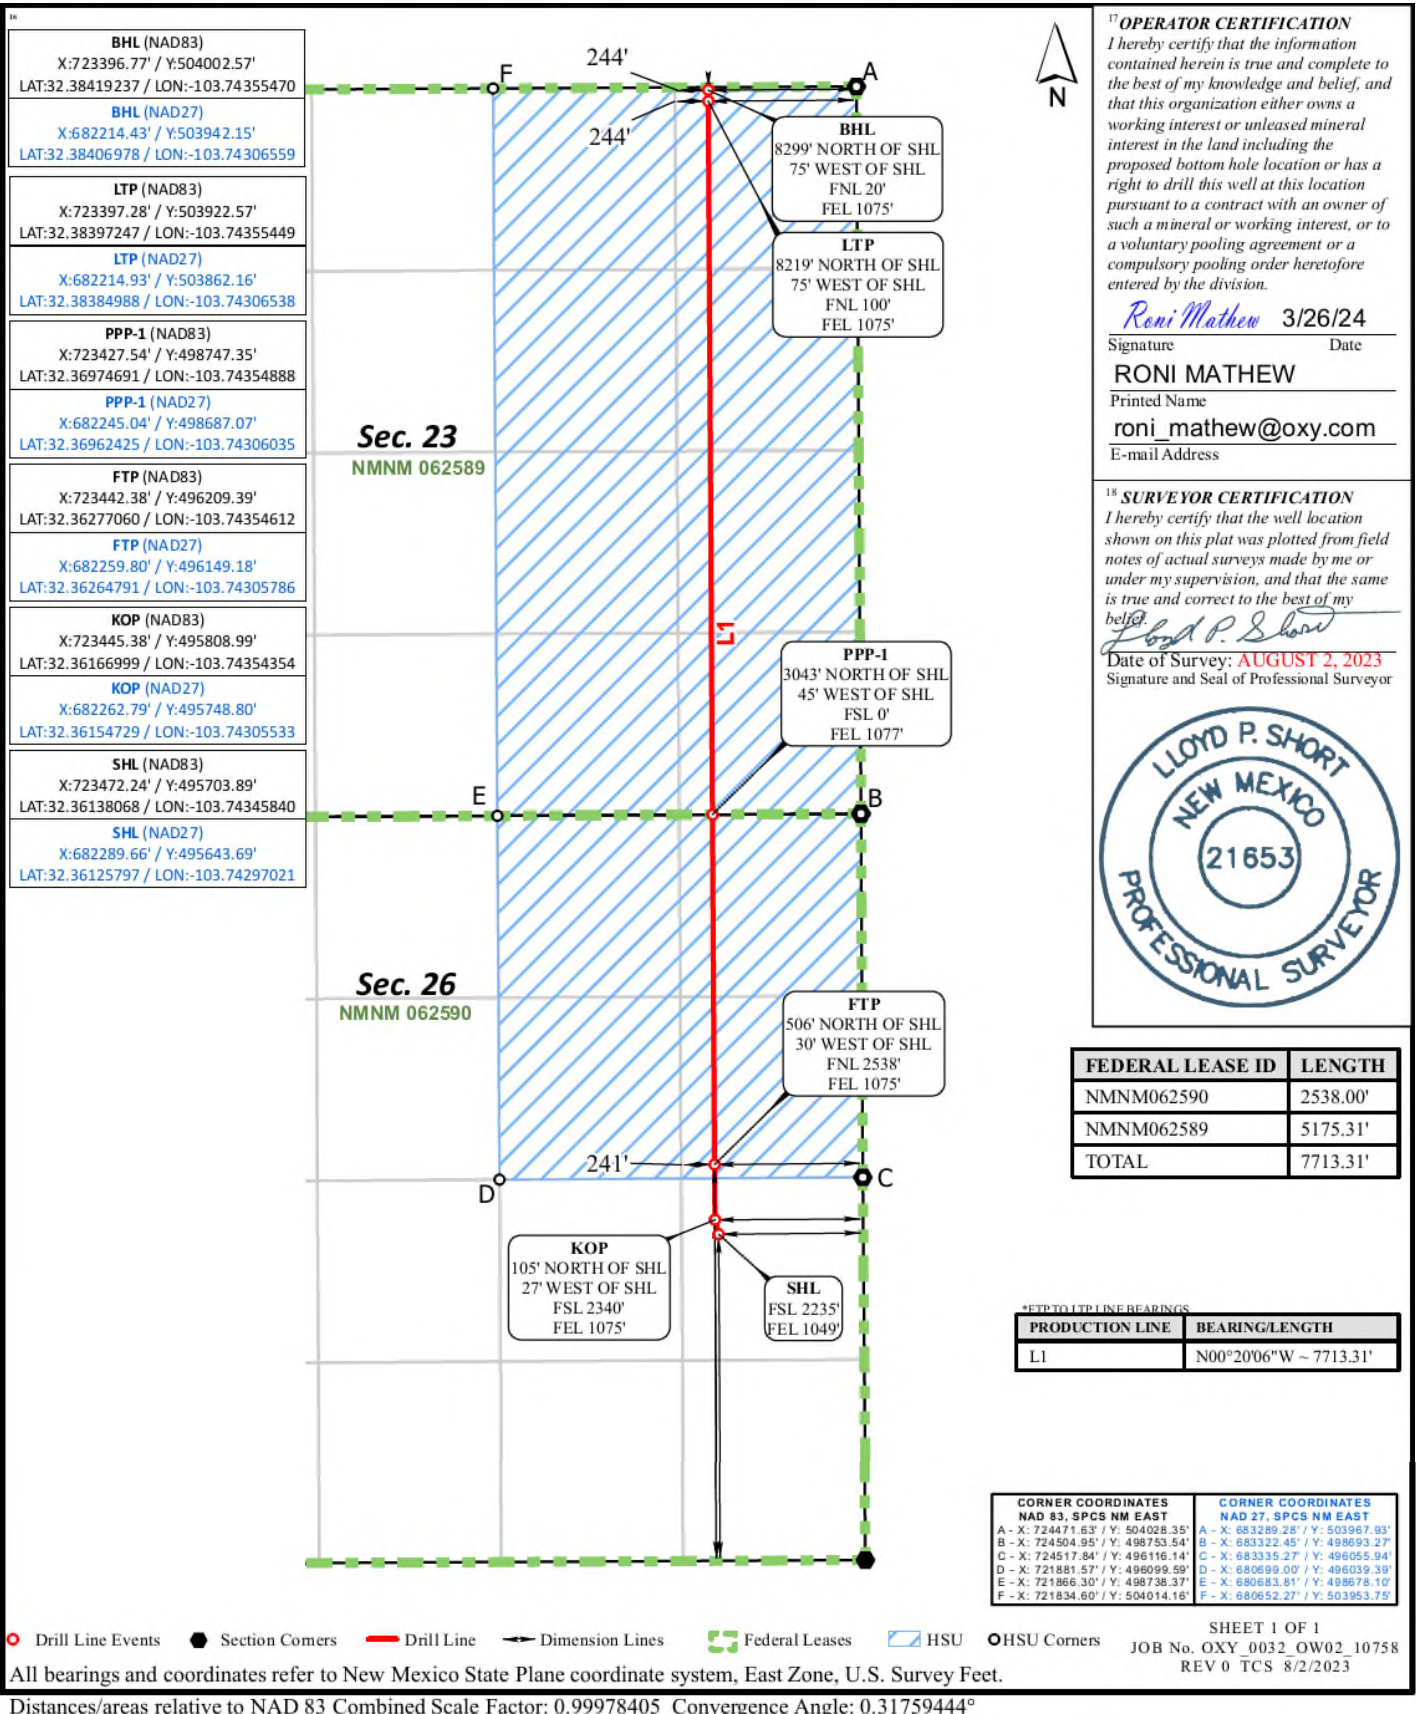 16
BHL (NAD83)
X:723396.77' / Y:504002.57'
LAT:32.38419237 / LON:-103.74355470
BHL (NAD27)
X:682214.43' / Y:503942.15'
LAT:32.38406978 / LON:-103.74306559
LTP (NAD83)
X:723397.28' / Y:503922.57'
LAT:32.38397247 / LON:-103.74355449
LTP (NAD27)
X:682214.93' / Y:503862.16'
LAT:32.38384988 / LON:-103.74306538
PPP-1 (NAD83)
X:723427.54' / Y:498747.35'
LAT:32.36974691 / LON:-103.74354888
PPP-1 (NAD27)
X:682245.04' / Y:498687.07'
LAT:32.36962425 / LON:-103.74306035
FTP (NAD83)
X:723442.38' / Y:496209.39'
LAT:32.36277060 / LON:-103.74354612
FTP (NAD27)
X:682259.80' / Y:496149.18'
LAT:32.36264791 / LON:-103.74305786
KOP (NAD83)
X:723445.38' / Y:495808.99'
LAT:32.36166999 / LON:-103.74354354
KOP (NAD27)
X:682262.79' / Y:495748.80'
LAT:32.36154729 / LON:-103.74305533
SHL (NAD83)
X:723472.24' / Y:495703.89'
LAT:32.36138068 / LON:-103.74345840
SHL (NAD27)
X:682289.66' / Y:495643.69'
LAT:32.36125797 / LON:-103.74297021
F
244'
A
N
244'
BHL
8299' NORTH OF SHL
75' WEST OF SHL
FNL 20'
FEL 1075'
LTP
8219' NORTH OF SHL
75' WEST OF SHL
FNL 100'
FEL 1075'
Sec. 23
NMNM 062589
L1
PPP-1
3043' NORTH OF SHL
45' WEST OF SHL
FSL 0'
FEL 1077'
E
B
Sec. 26
NMNM 062590
FTP
506' NORTH OF SHL
30' WEST OF SHL
FNL 2538'
FEL 1075'
241'
D
C
KOP
105' NORTH OF SHL
27' WEST OF SHL
FSL 2340'
FEL 1075'
SHL
FSL 2235'
FEL 1049'
17 OPERATOR CERTIFICATION
I hereby certify that the information
contained herein is true and complete to
the best of my knowledge and belief, and
that this organization either owns a
working interest or unleased mineral
interest in the land including the
proposed bottom hole location or has a
right to drill this well at this location
pursuant to a contract with an owner of
such a mineral or working interest, or to
a voluntary pooling agreement or a
compulsory pooling order heretofore
entered by the division.
Roni Mathew 3/26/24
Signature Date
RONI MATHEW
Printed Name
roni_mathew@oxy.com
E-mail Address
18 SURVEYOR CERTIFICATION
I hereby certify that the well location
shown on this plat was plotted from field
notes of actual surveys made by me or
under my supervision, and that the same
is true and correct to the best of my
belief.
Lloyd P. Short
Date of Survey: AUGUST 2, 2023
Signature and Seal of Professional Surveyor
LLOYD P. SHORT
NEW MEXICO
21653
PROFESSIONAL SURVEYOR
FEDERAL LEASE ID LENGTH
NMNM062590 2538.00'
NMNM062589 5175.31'
TOTAL 7713.31'
*FTP TO LTP LINE BEARINGS
PRODUCTION LINE BEARING/LENGTH
L1 N00°20'06"W ~ 7713.31'
CORNER COORDINATES
NAD 83, SPCS NM EAST
A - X: 724471.63' / Y: 504028.35'
B - X: 724504.95' / Y: 498753.54'
C - X: 724517.84' / Y: 496116.14'
D - X: 721881.57' / Y: 496099.59'
E - X: 721866.30' / Y: 498738.37'
F - X: 721834.60' / Y: 504014.16'
CORNER COORDINATES
NAD 27, SPCS NM EAST
A - X: 683289.28' / Y: 503967.93'
B - X: 683322.45' / Y: 498693.27'
C - X: 683335.27' / Y: 496055.94'
D - X: 680699.00' / Y: 496039.39'
E - X: 680683.81' / Y: 498678.10'
F - X: 680652.27' / Y: 503953.75'
Drill Line Events Section Corners Drill Line Dimension Lines Federal Leases HSU HSU Corners
SHEET 1 OF 1
JOB No. OXY_0032_OW02_10758
REV 0 TCS 8/2/2023
All bearings and coordinates refer to New Mexico State Plane coordinate system, East Zone, U.S. Survey Feet.
Distances/areas relative to NAD 83 Combined Scale Factor: 0.99978405 Convergence Angle: 0.31759444°